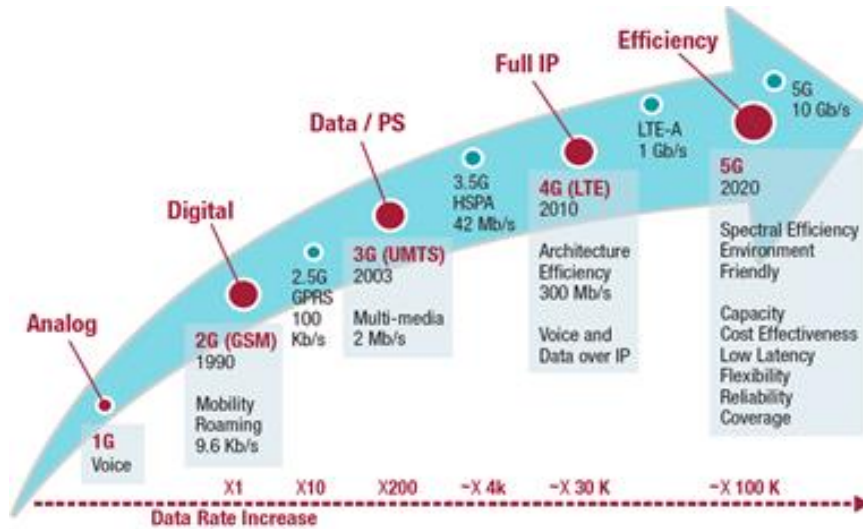 Analog
1G
Voice
Digital
2G (GSM)
1990
Mobility
Roaming
9.6 Kb/s
2.5G
GPRS
100
Kb/s
Data / PS
3G (UMTS)
2003
Multi-media
2 Mb/s
3.5G
HSPA
42 Mb/s
Full IP
4G (LTE)
2010
Architecture
Efficiency
300 Mb/s
Voice and
Data over IP
LTE-A
1 Gb/s
Efficiency
5G
2020
Spectral Efficiency
Environment
Friendly
Capacity
Cost Effectiveness
Low Latency
Flexibility
Reliability
Coverage
5G
10 Gb/s
X1 X10 X200 ~X 4k ~X 30 K ~X 100 K
Data Rate Increase